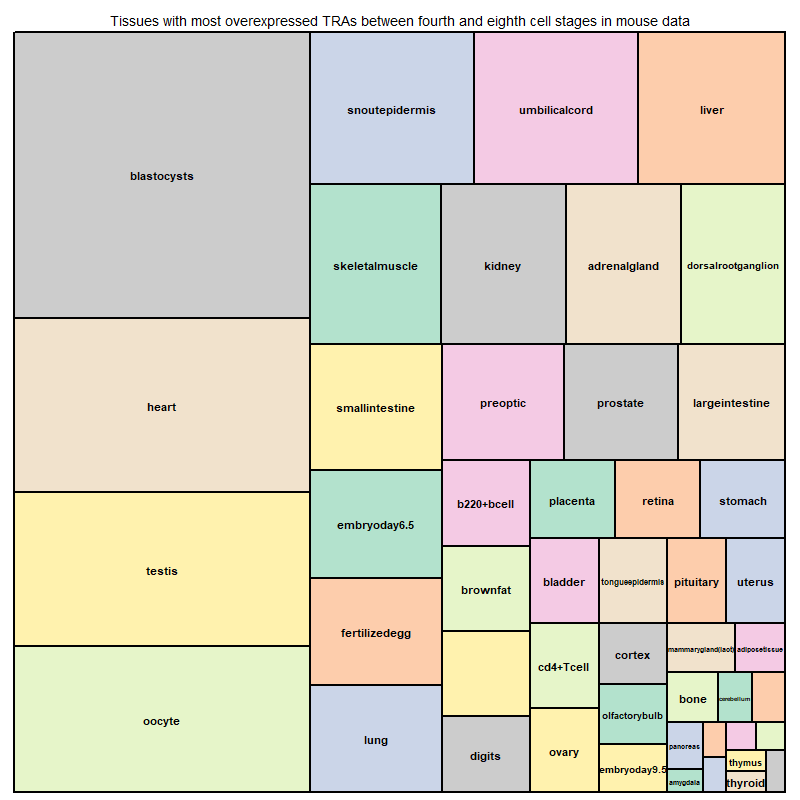 Tissues with most overexpressed TRAs between fourth and eighth cell stages in mouse data
blastocysts
snoutepidermis
umbilicalcord
liver
skeletalmuscle
kidney
adrenalgland
dorsalrootganglion
heart
smallintestine
preoptic
prostate
largeintestine
testis
embryoday6.5
b220+bcell
placenta
retina
stomach
brownfat
bladder
tongueepidermis
pituitary
uterus
fertilizedegg
oocyte
lung
digits
cd4+Tcell
ovary
cortex
olfactorybulb
embryoday9.5
mammarygland(lact)
adiposetissue
bone
cerebellum
pancreas
amygdala
thymus
thyroid